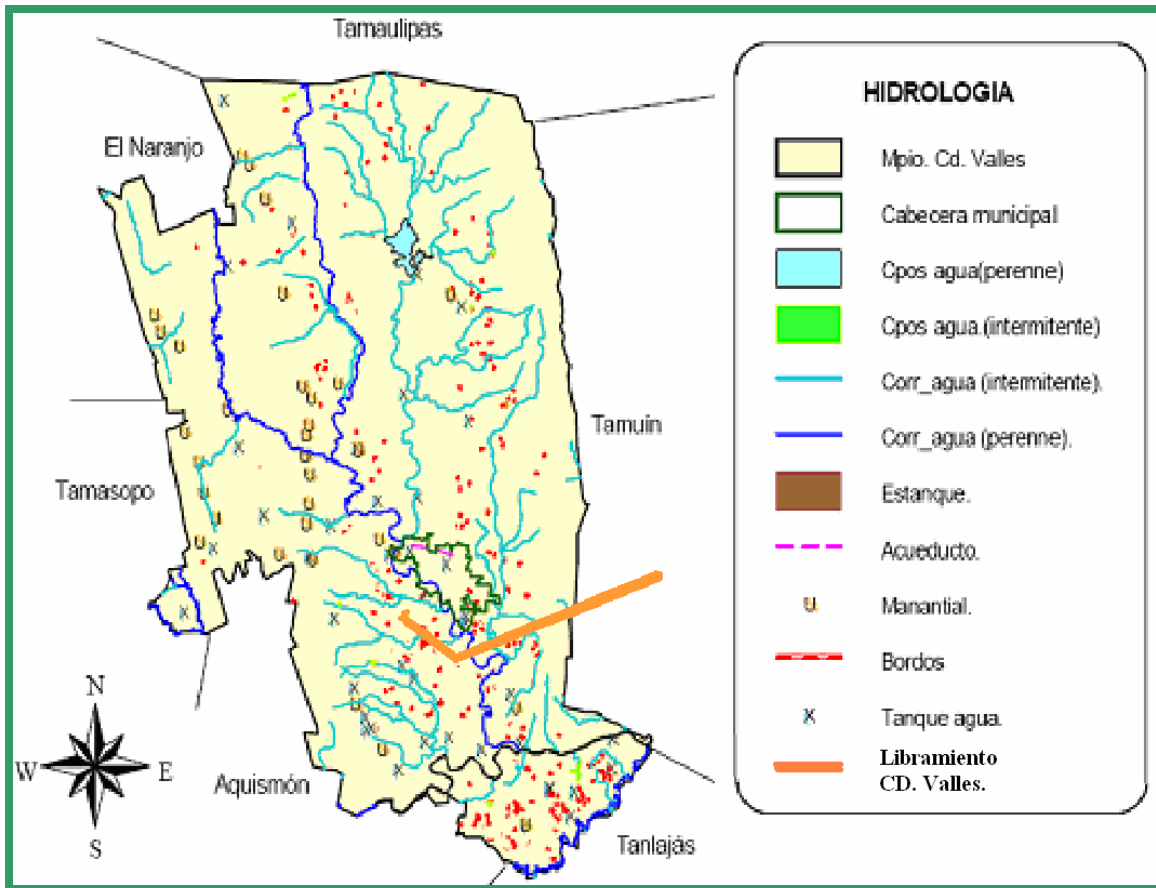 Tamaulipas
El Naranjo
Tamuín
Tamasopo
Aquismón
Tanlajás
N
W
E
S
HIDROLOGIA
Mpio. Cd. Valles
Cabecera municipal
Cpos agua(perenne)
Cpos agua.(intermitente)
Corr_agua (intermitente).
Corr_agua (perenne).
Estanque.
Acueducto.
Manantial.
Bordos
Tanque agua.
Libramiento
CD. Valles.